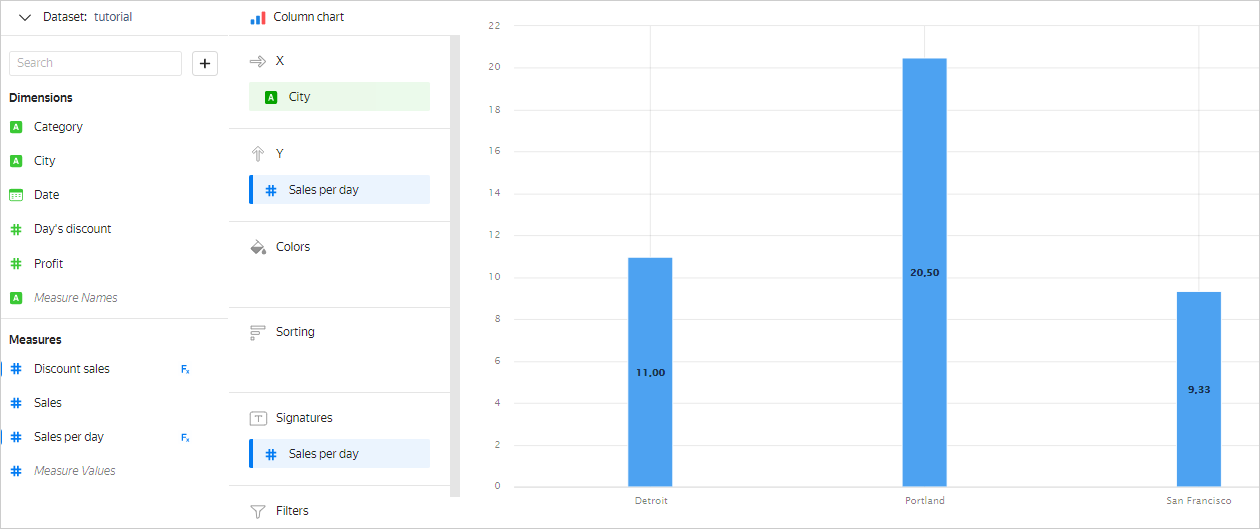 Dataset: tutorial
Search
+
Dimensions
A Category
A City
Date
# Day's discount
# Profit
A Measure Names
Measures
# Discount sales Fx
# Sales
# Sales per day Fx
# Measure Values
Column chart
X
A City
Y
# Sales per day
Colors
Sorting
T Signatures
# Sales per day
Filters
22
20
18
16
14
12
10
8
6
4
2
0
11,00
20,50
9,33
Detroit
Portland
San Francisco